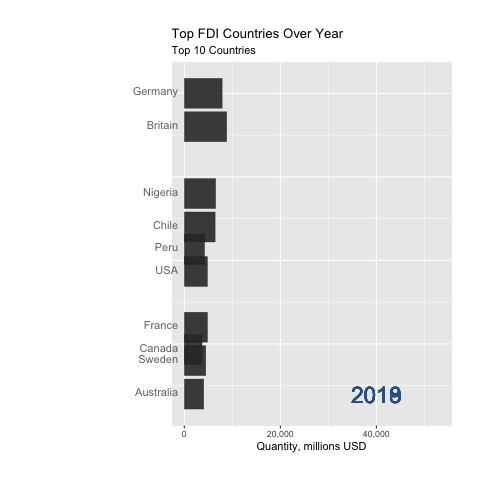 Top FDI Countries Over Year
Top 10 Countries
Germany
Britain
Nigeria
Chile
Peru
USA
France
Canada
Sweden
Australia
0 20,000 40,000
Quantity, millions USD